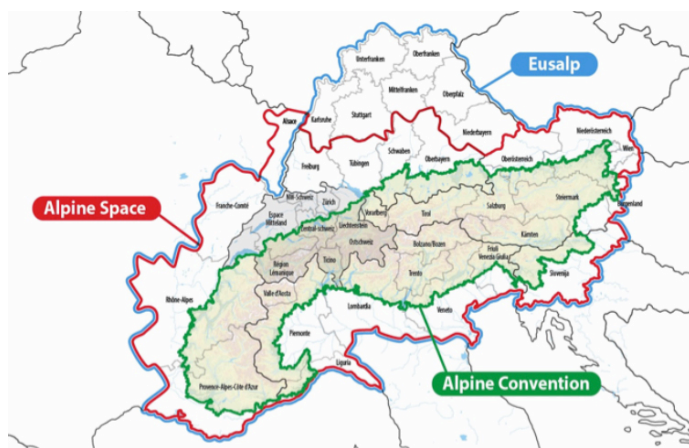 Unterfranken
Oberfranken
Eusalp
Mittelfranken
Oberpfalz
Karlsruhe
Stuttgart
Alsace
Niederbayern
Niederösterreich
Schwaben
Wien
Freiburg
Tübingen
Oberbayern
Oberösterreich
Alpine Space
Franche-Comté
Zürich
Espace
Mittelland
Zentralschweiz
Liechtenstein
Vorarlberg
Tirol
Salzburg
Steiermark
Burgenland
Ostschweiz
Kärnten
Région
Lémanique
Ticino
Bolzano/Bozen
Friuli
Venezia Giulia
Slovenija
Rhône-Alpes
Valle d'Aosta
Trento
Lombardia
Veneto
Piemonte
Liguria
Provence-Alpes-Côte d'Azur
Alpine Convention